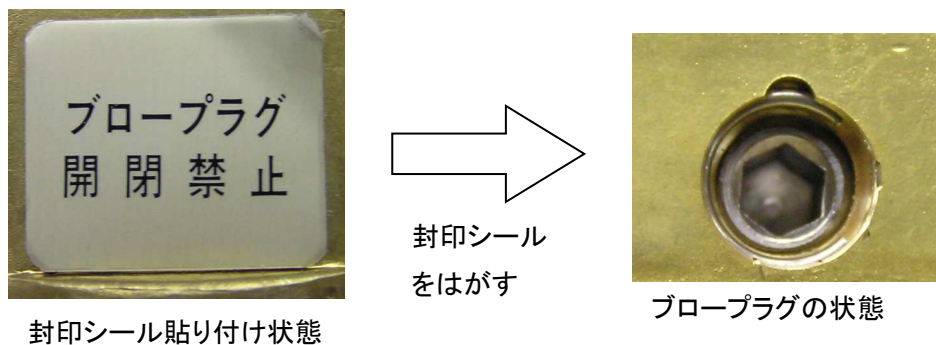 ブロープラグ
開閉禁止
封印シール
をはがす
封印シール貼り付け状態
ブロープラグの状態